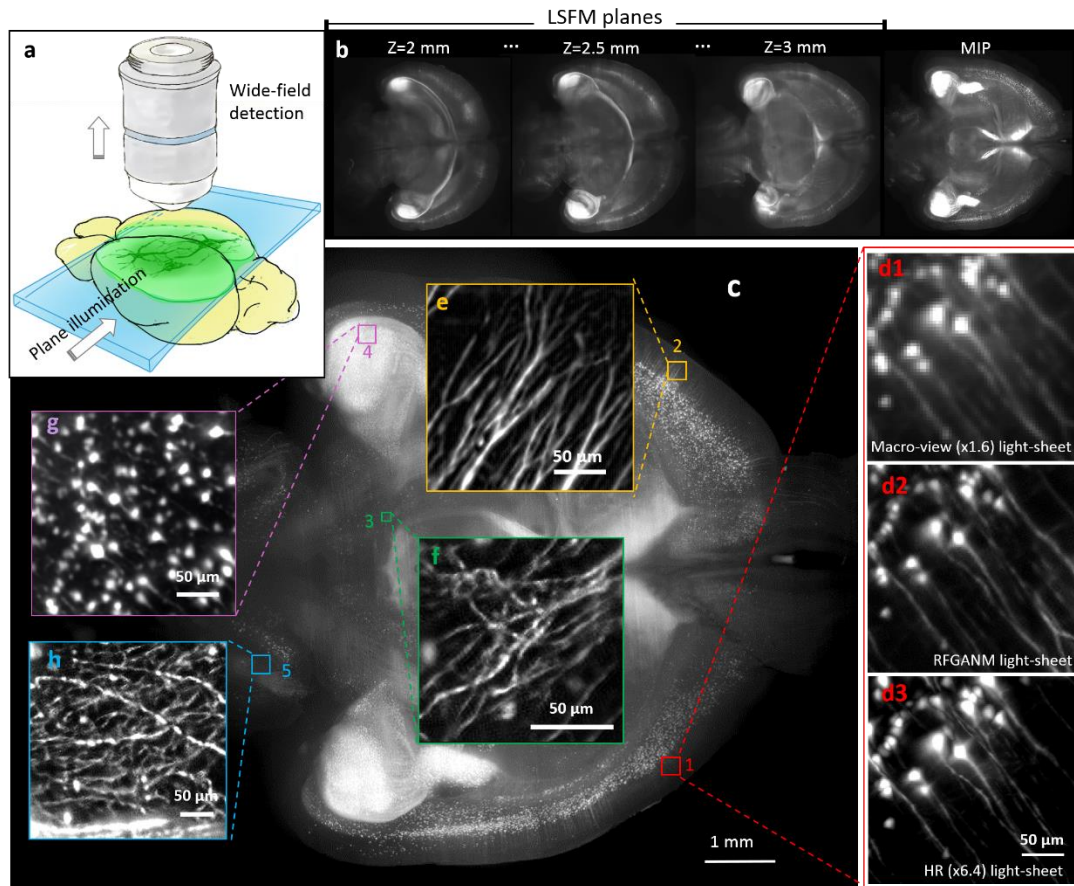 LSFM planes
a
Wide-field
detection
Plane illumination
b
Z=2 mm
...
Z=2.5 mm
...
Z=3 mm
MIP
c
e
50 µm
2
4
g
50 µm
3
f
50 µm
h
50 µm
5
1
1 mm
d1
Macro-view (x1.6) light-sheet
d2
RFGANM light-sheet
d3
50 µm
HR (x6.4) light-sheet